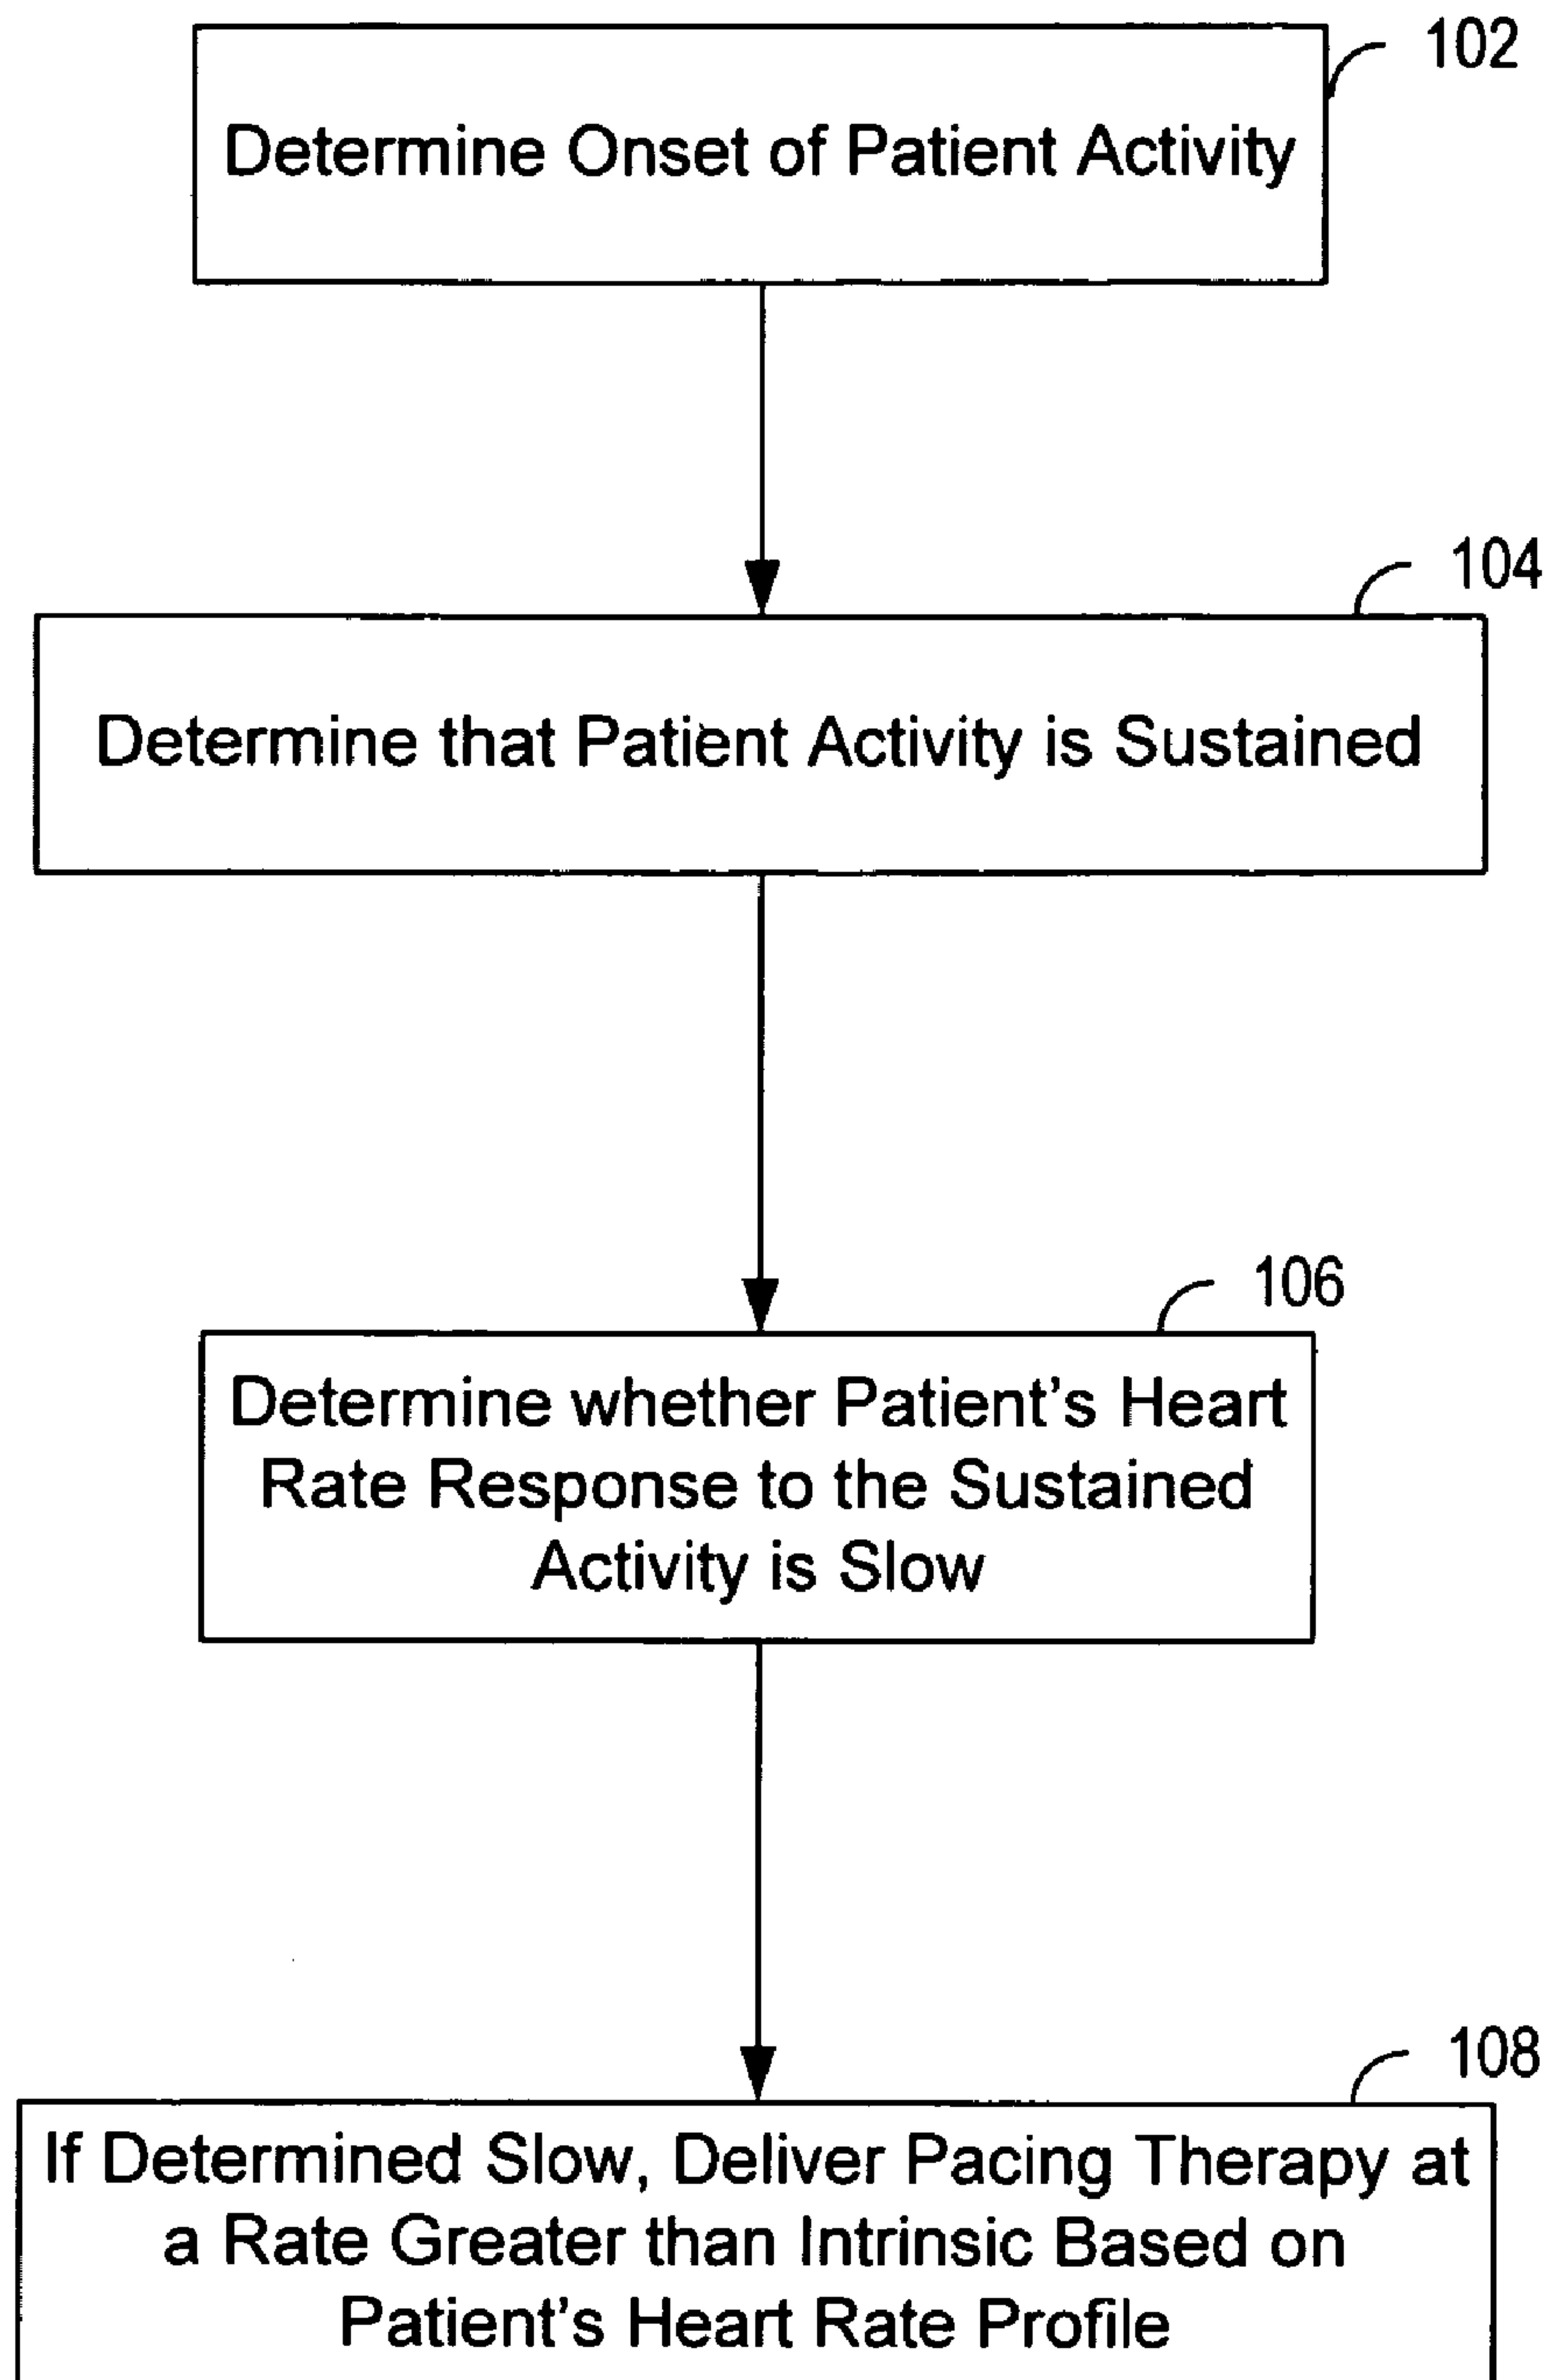 102
Determine Onset of Patient Activity
104
Determine that Patient Activity is Sustained
106
Determine whether Patient's Heart
Rate Response to the Sustained
Activity is Slow
108
If Determined Slow, Deliver Pacing Therapy at
a Rate Greater than Intrinsic Based on
Patient's Heart Rate Profile